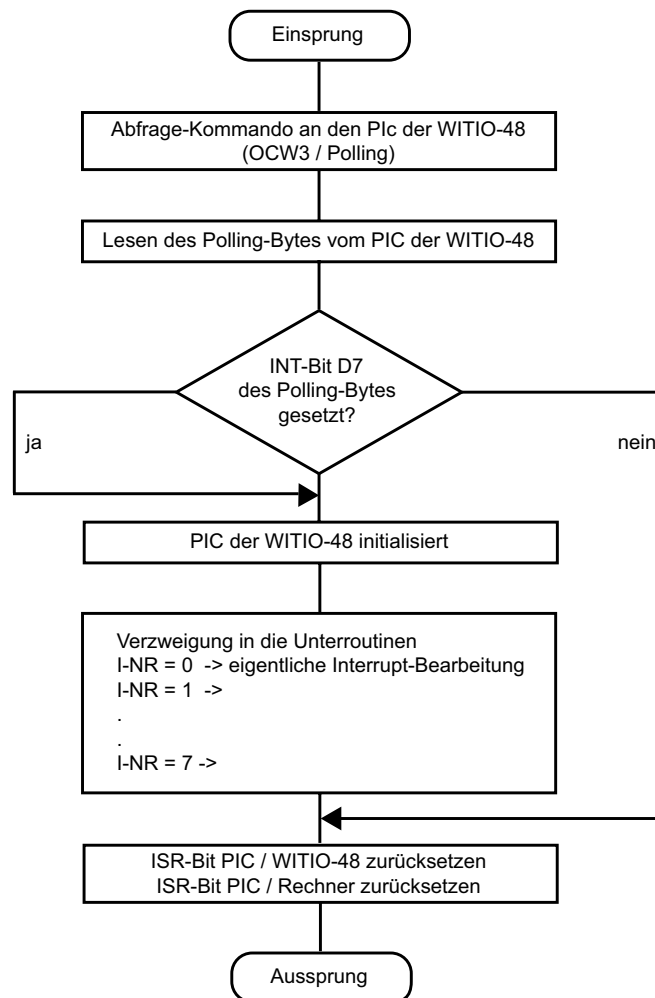 Einsprung
Abfrage-Kommando an den PIc der WITIO-48
(OCW3 / Polling)
Lesen des Polling-Bytes vom PIC der WITIO-48
INT-Bit D7
des Polling-Bytes
gesetzt?
ja
nein
PIC der WITIO-48 initialisiert
Verzweigung in die Unterroutinen
I-NR = 0 -> eigentliche Interrupt-Bearbeitung
I-NR = 1 ->
.
.
I-NR = 7 ->
ISR-Bit PIC / WITIO-48 zurücksetzen
ISR-Bit PIC / Rechner zurücksetzen
Aussprung